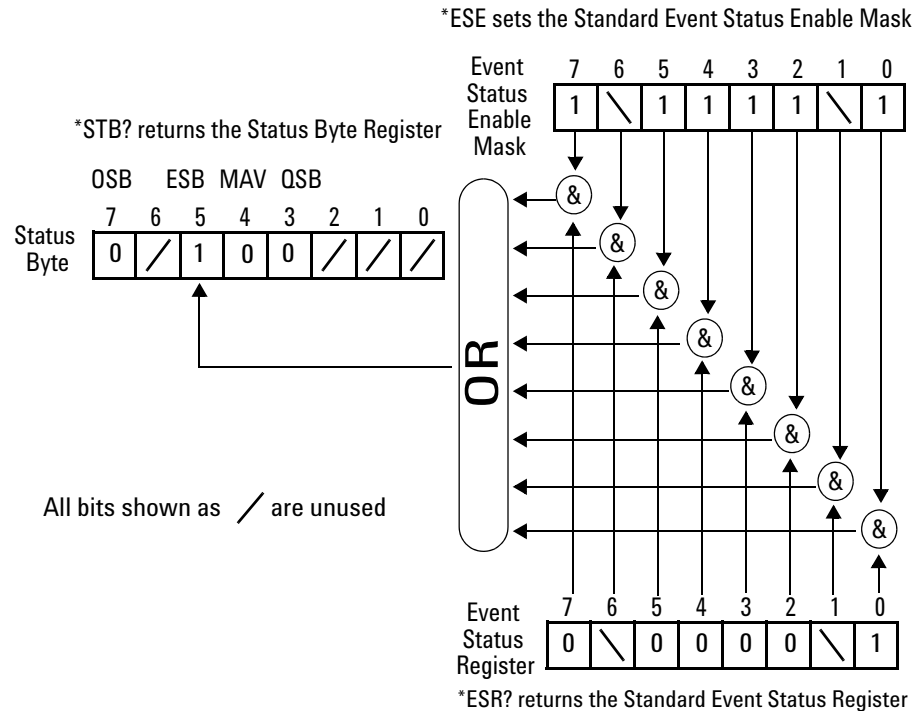 *ESE sets the Standard Event Status Enable Mask
Event Status Enable Mask
7 6 5 4 3 2 1 0
1 \ 1 1 1 1 \ 1
*STB? returns the Status Byte Register
OSB ESB MAV QSB
7 6 5 4 3 2 1 0
Status Byte
0 / 1 0 0 / / /
&
&
&
&
&
&
&
&
OR
All bits shown as / are unused
7 6 5 4 3 2 1 0
Event Status Register
0 \ 0 0 0 0 \ 1
*ESR? returns the Standard Event Status Register